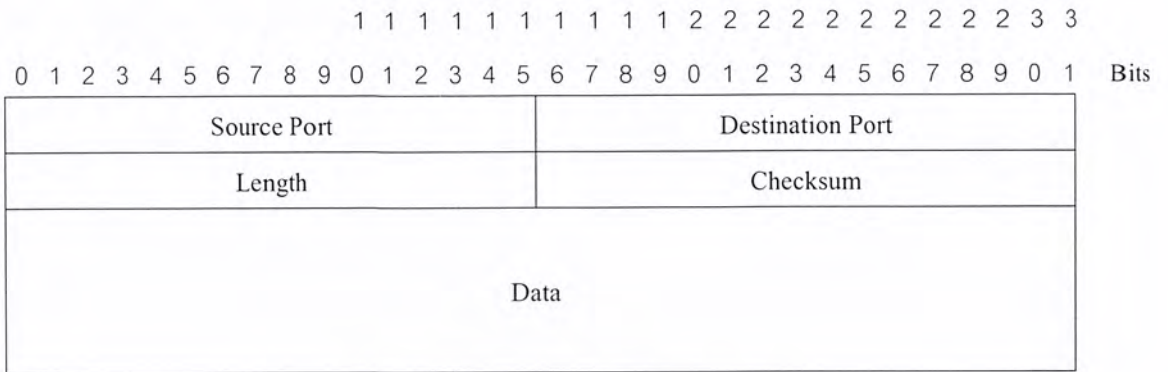 1 1 1 1 1 1 1 1 1 1 2 2 2 2 2 2 2 2 2 2 3 3
0 1 2 3 4 5 6 7 8 9 0 1 2 3 4 5 6 7 8 9 0 1 2 3 4 5 6 7 8 9 0 1 Bits
Source Port Destination Port
Length Checksum
Data